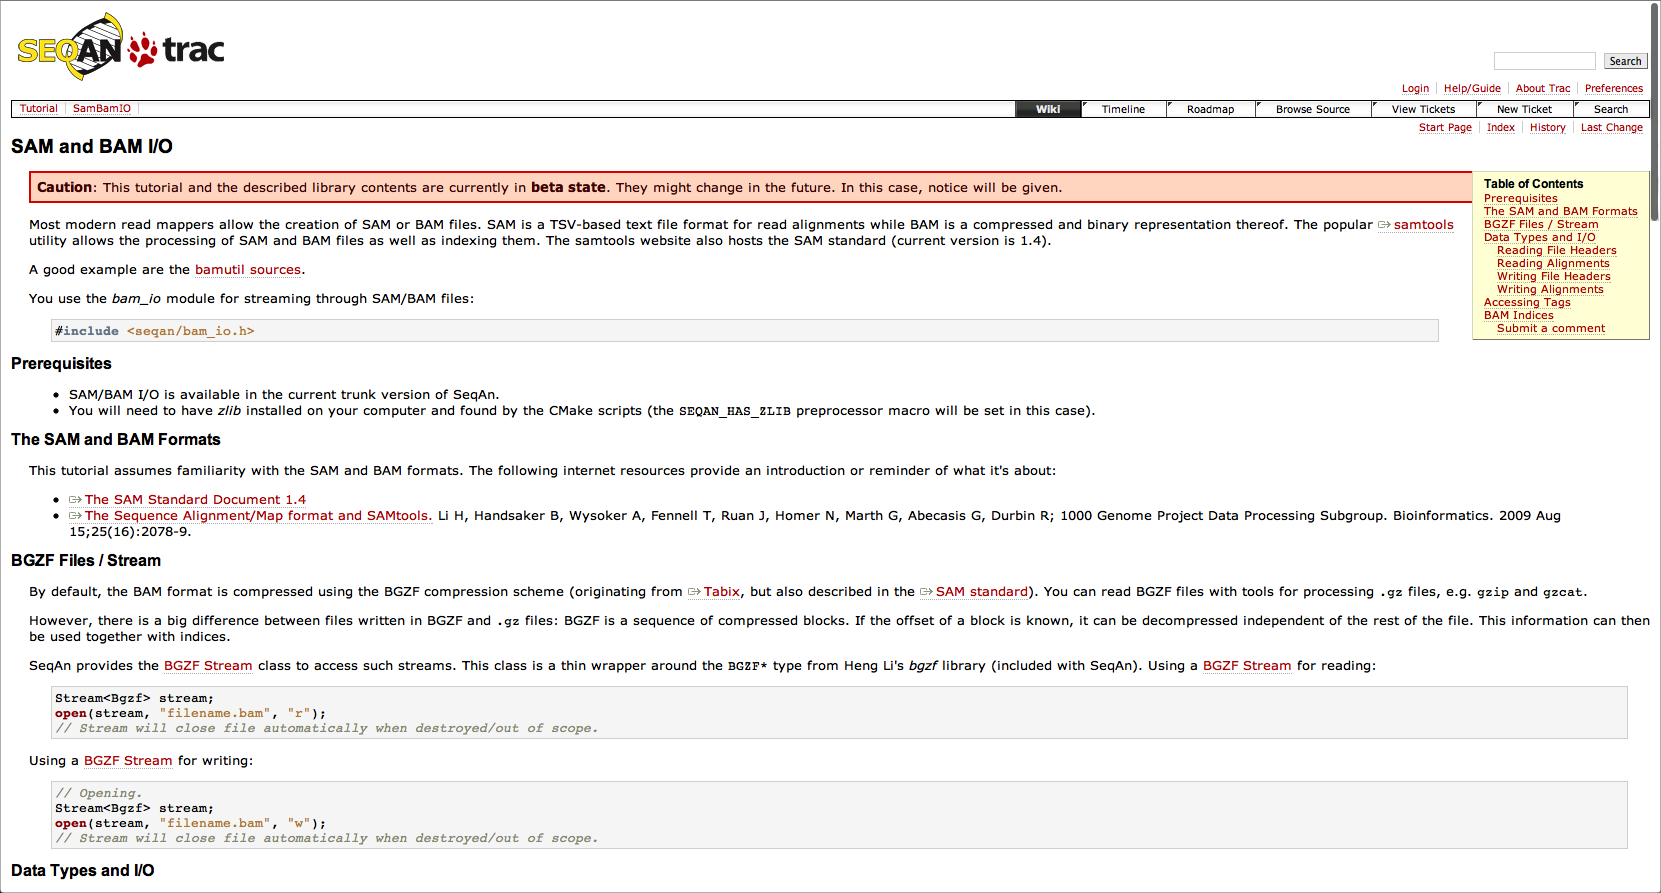 SEQAN trac
Search
Login Help/Guide About Trac Preferences
Tutorial SamBamIO Wiki Timeline Roadmap Browse Source View Tickets New Ticket Search
Start Page Index History Last Change
SAM and BAM I/O
Caution: This tutorial and the described library contents are currently in beta state. They might change in the future. In this case, notice will be given.
Table of Contents
Prerequisites
The SAM and BAM Formats
BGZF Files / Stream
Data Types and I/O
Reading File Headers
Reading Alignments
Writing File Headers
Writing Alignments
Accessing Tags
BAM Indices
Submit a comment
Most modern read mappers allow the creation of SAM or BAM files. SAM is a TSV-based text file format for read alignments while BAM is a compressed and binary representation thereof. The popular samtools
utility allows the processing of SAM and BAM files as well as indexing them. The samtools website also hosts the SAM standard (current version is 1.4).
A good example are the bamutil sources.
You use the bam_io module for streaming through SAM/BAM files:
#include <seqan/bam_io.h>
Prerequisites
• SAM/BAM I/O is available in the current trunk version of SeqAn.
• You will need to have zlib installed on your computer and found by the CMake scripts (the SEQAN_HAS_ZLIB preprocessor macro will be set in this case).
The SAM and BAM Formats
This tutorial assumes familiarity with the SAM and BAM formats. The following internet resources provide an introduction or reminder of what it's about:
• The SAM Standard Document 1.4
• The Sequence Alignment/Map format and SAMtools. Li H, Handsaker B, Wysoker A, Fennell T, Ruan J, Homer N, Marth G, Abecasis G, Durbin R; 1000 Genome Project Data Processing Subgroup. Bioinformatics. 2009 Aug
15;25(16):2078-9.
BGZF Files / Stream
By default, the BAM format is compressed using the BGZF compression scheme (originating from Tabix, but also described in the SAM standard). You can read BGZF files with tools for processing .gz files, e.g. gzip and gzcat.
However, there is a big difference between files written in BGZF and .gz files: BGZF is a sequence of compressed blocks. If the offset of a block is known, it can be decompressed independent of the rest of the file. This information can then
be used together with indices.
SeqAn provides the BGZF Stream class to access such streams. This class is a thin wrapper around the BGZF* type from Heng Li's bgzf library (included with SeqAn). Using a BGZF Stream for reading:
Stream<Bgzf> stream;
open(stream, "filename.bam", "r");
// Stream will close file automatically when destroyed/out of scope.
Using a BGZF Stream for writing:
// Opening.
Stream<Bgzf> stream;
open(stream, "filename.bam", "w");
// Stream will close file automatically when destroyed/out of scope.
Data Types and I/O